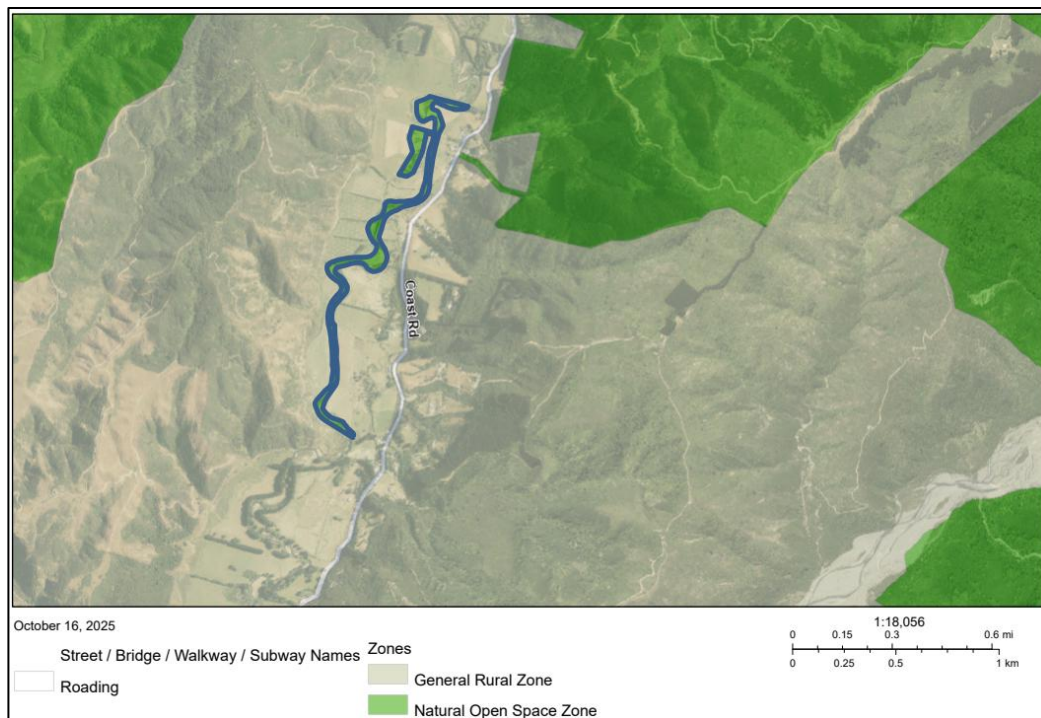 Coast Rd
October 16, 2025
Street / Bridge / Walkway / Subway Names
Roading
Zones
General Rural Zone
Natural Open Space Zone
1:18,056
0 0.15 0.3 0.6 mi
0 0.25 0.5 1 km